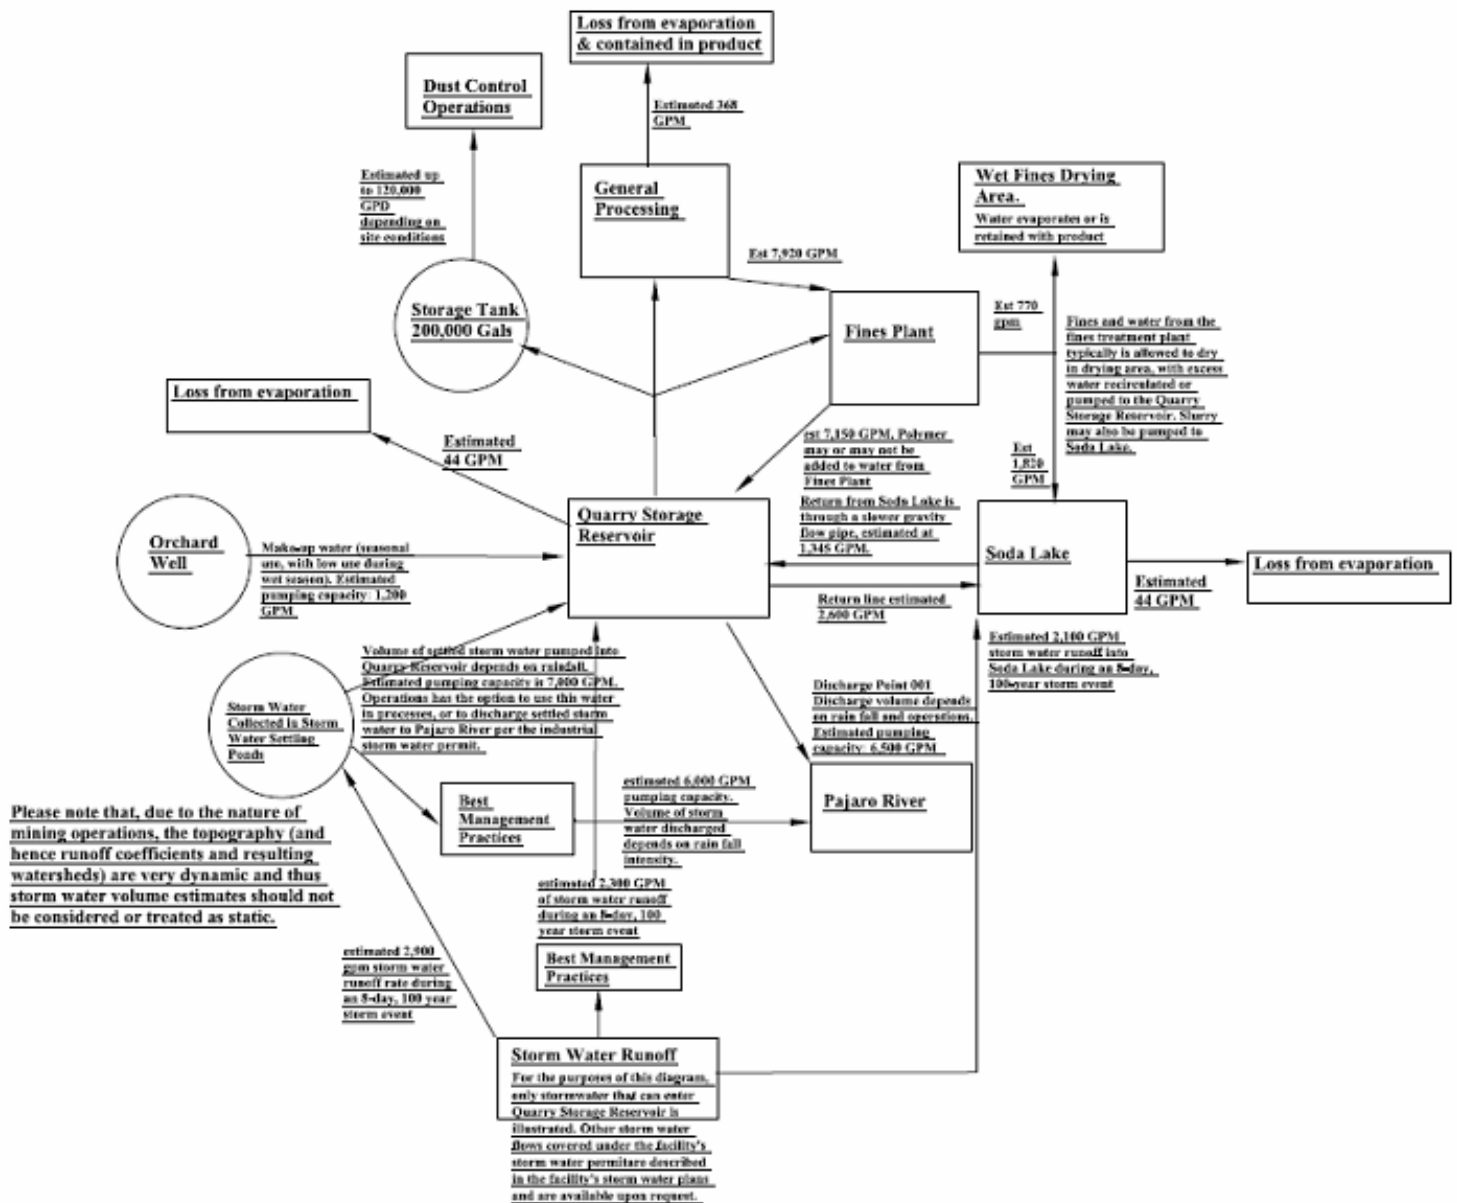 Loss from evaporation
& contained in product
Dust Control
Operations
Estimated 368
GPM
Estimated up
to 120,000
GPD
depending on
site conditions
General
Processing
Wet Fines Drying
Area.
Water evaporates or is
retained with product
Est 7,920 GPM
Storage Tank
200,000 Gals
Fines Plant
Est 770
gpm
Fines and water from the
fines treatment plant
typically is allowed to dry
in drying area, with excess
water recirculated or
pumped to the Quarry
Storage Reservoir. Slurry
may also be pumped to
Soda Lake.
Loss from evaporation
Estimated
44 GPM
est 7,150 GPM, Polymer
may or may not be
added to water from
Fines Plant
Est
1,820
GPM
Quarry Storage
Reservoir
Return from Soda Lake is
through a slower gravity
flow pipe, estimated at
1,345 GPM.
Soda Lake
Orchard
Well
Make-up water (seasonal
use, with low use during
wet season). Estimated
pumping capacity: 1,200
GPM
Loss from evaporation
Estimated
44 GPM
Return line estimated
2,600 GPM
Estimated 2,100 GPM
storm water runoff into
Soda Lake during an 8-day,
100-year storm event
Volume of settled storm water pumped into
Quarry Reservoir depends on rainfall.
Estimated pumping capacity is 7,000 GPM.
Operations has the option to use this water
in processes, or to discharge settled storm
water to Pajaro River per the industrial
storm water permit.
Discharge Point 001
Discharge volume depends
on rain fall and operations.
Estimated pumping
capacity: 6,500 GPM
Storm Water
Collected in Storm
Water Settling
Ponds
Best
Management
Practices
estimated 6,000 GPM
pumping capacity.
Volume of storm
water discharged
depends on rain fall
intensity.
Pajaro River
Please note that, due to the nature of
mining operations, the topography (and
hence runoff coefficients and resulting
watersheds) are very dynamic and thus
storm water volume estimates should not
be considered or treated as static.
estimated 2,300 GPM
of storm water runoff
during an 8-day, 100
year storm event
estimated 2,900
gpm storm water
runoff rate during
an 8-day, 100 year
storm event
Best Management
Practices
Storm Water Runoff
For the purposes of this diagram,
only stormwater that can enter
Quarry Storage Reservoir is
illustrated. Other storm water
flows covered under the facility's
storm water permitare described
in the facility's storm water plans
and are available upon request.